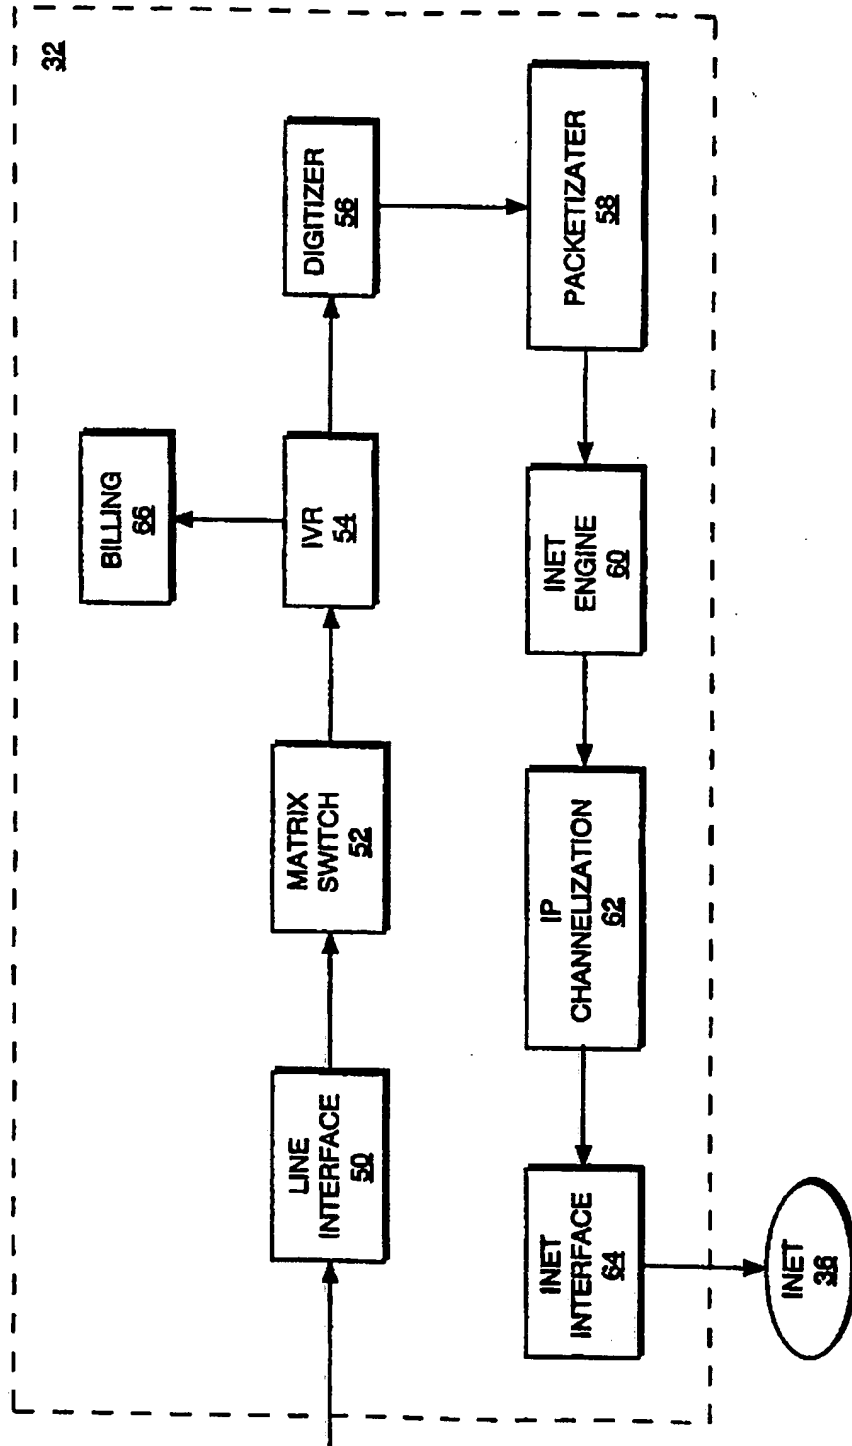 32
BILLING
66
LINE
INTERFACE
50
MATRIX
SWITCH
52
IVR
54
DIGITIZER
56
INET
INTERFACE
64
IP
CHANNELIZATION
62
INET
ENGINE
60
PACKETIZATER
58
INET
36